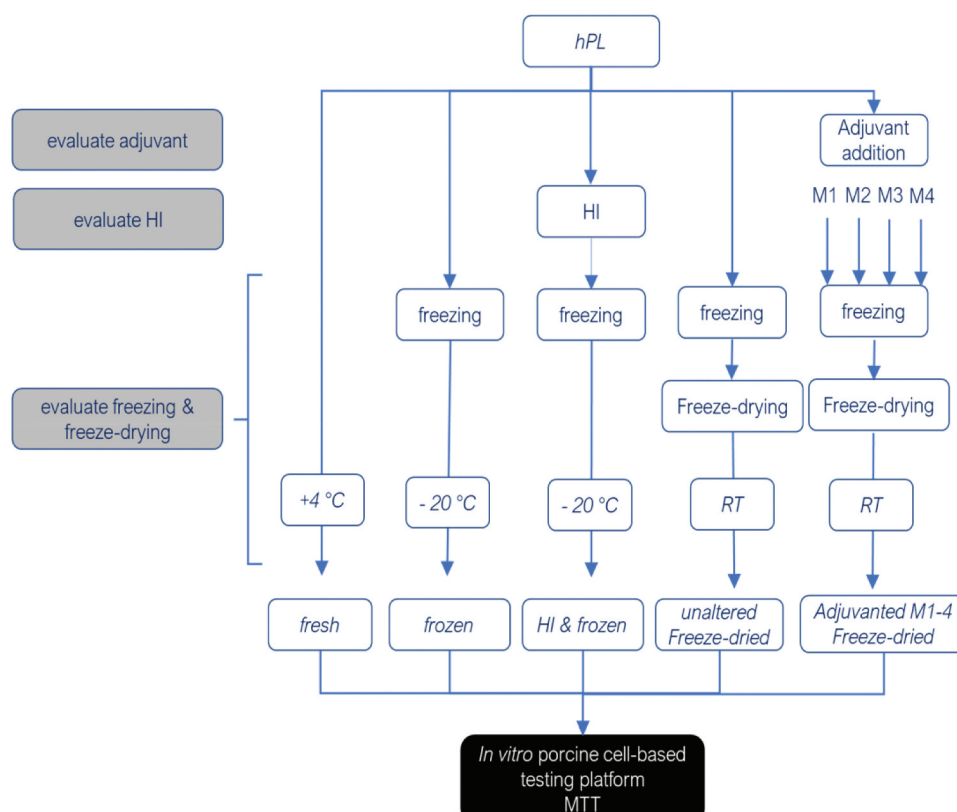 hPL
evaluate adjuvant
Adjuvant
addition
evaluate HI
HI
M1 M2 M3 M4
freezing
freezing
freezing
freezing
evaluate freezing &
freeze-drying
Freeze-drying
Freeze-drying
+4 °C
- 20 °C
- 20 °C
RT
RT
fresh
frozen
HI & frozen
unaltered
Freeze-dried
Adjuvanted M1-4
Freeze-dried
In vitro porcine cell-based
testing platform
MTT